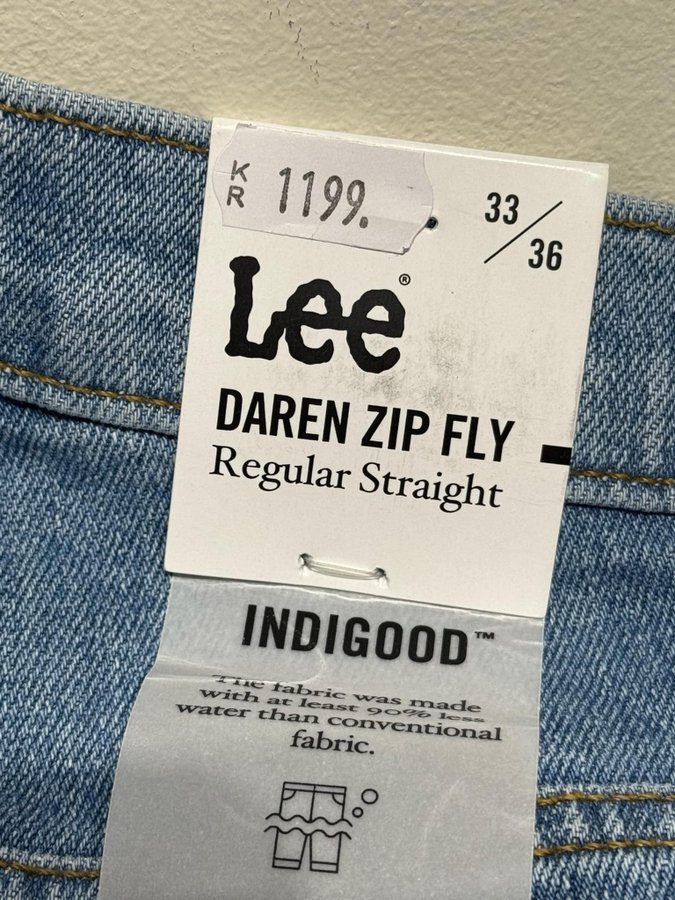 KR 1199.
33/36
Lee®
DAREN ZIP FLY
Regular Straight
INDIGOOD™
The fabric was made
with at least 90% less
water than conventional
fabric.